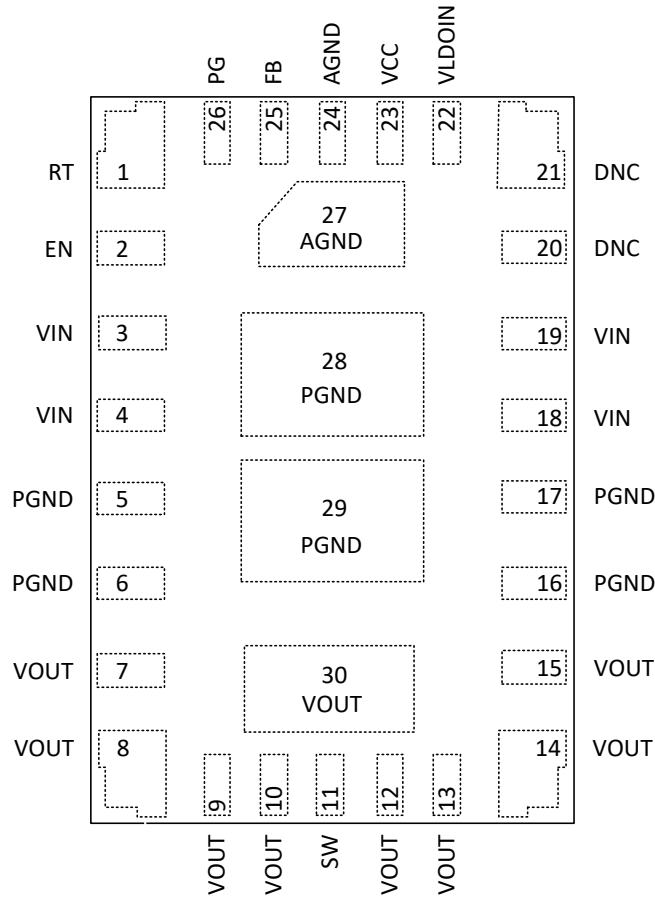 PG FB AGND VCC VLDOIN
26 25 24 23 22
RT 1 21 DNC
27
AGND
EN 2 20 DNC
VIN 3 19 VIN
28
PGND
VIN 4 18 VIN
PGND 5 17 PGND
29
PGND
PGND 6 16 PGND
VOUT 7 15 VOUT
30
VOUT
VOUT 8 14 VOUT
9 10 11 12 13
VOUT VOUT SW VOUT VOUT